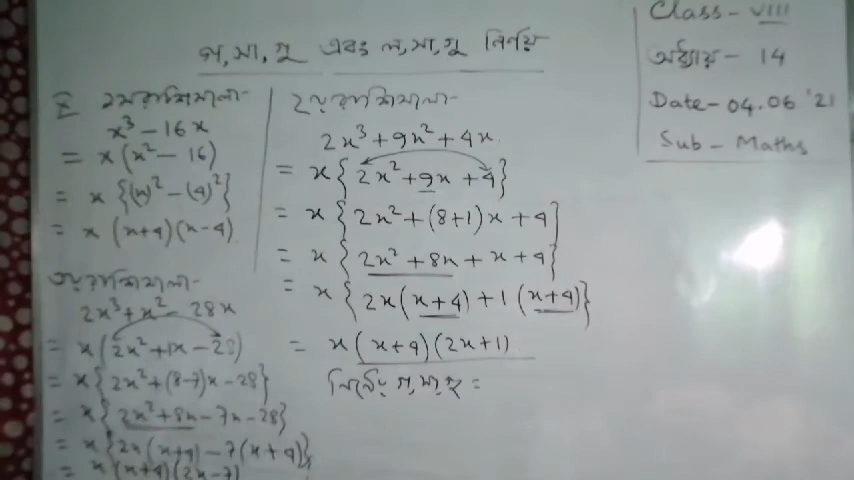 গ,সা,গু এবং ল,সা,গু নির্ণয়
Class - VIII
অধ্যায় - 14
Date - 04.06 '21
Sub - Maths
১মরাশিমালা-
x³ - 16x
= x(x² - 16)
= x{(x)² - (4)²}
= x (x+4)(x-4)
২য়রাশিমালা-
2x³ + 9x² + 4x
= x{2x² + 9x + 4}
= x{2x² + (8+1)x + 4}
= x{2x² + 8x + x + 4}
= x{2x(x+4) + 1(x+4)}
= x(x+4)(2x+1)
নির্ণেয় গ,সা,গু =
৩য়রাশিমালা-
2x³ + x² - 28x
= x(2x² + 1x - 28)
= x{2x² + (8-7)x - 28}
= x{2x² + 8x - 7x - 28}
= x{2x(x+4) - 7(x+4)}
= x(x+4)(2x-7)